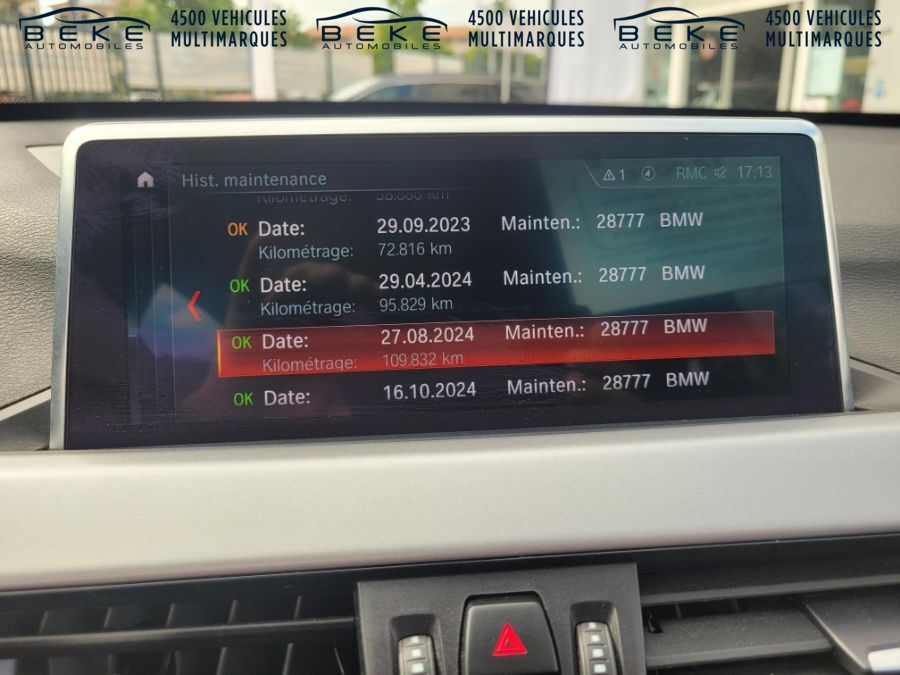 BEKE AUTOMOBILES 4500 VEHICULES MULTIMARQUES BEKE AUTOMOBILES 4500 VEHICULES MULTIMARQUES BEKE AUTOMOBILES 4500 VEHICULES MULTIMARQUES
Hist. maintenance 1 RMC 17:13
Kilométrage:
OK Date: 29.09.2023 Mainten.: 28777 BMW
Kilométrage: 72.816 km
OK Date: 29.04.2024 Mainten.: 28777 BMW
Kilométrage: 95.829 km
OK Date: 27.08.2024 Mainten.: 28777 BMW
Kilométrage: 109.832 km
OK Date: 16.10.2024 Mainten.: 28777 BMW